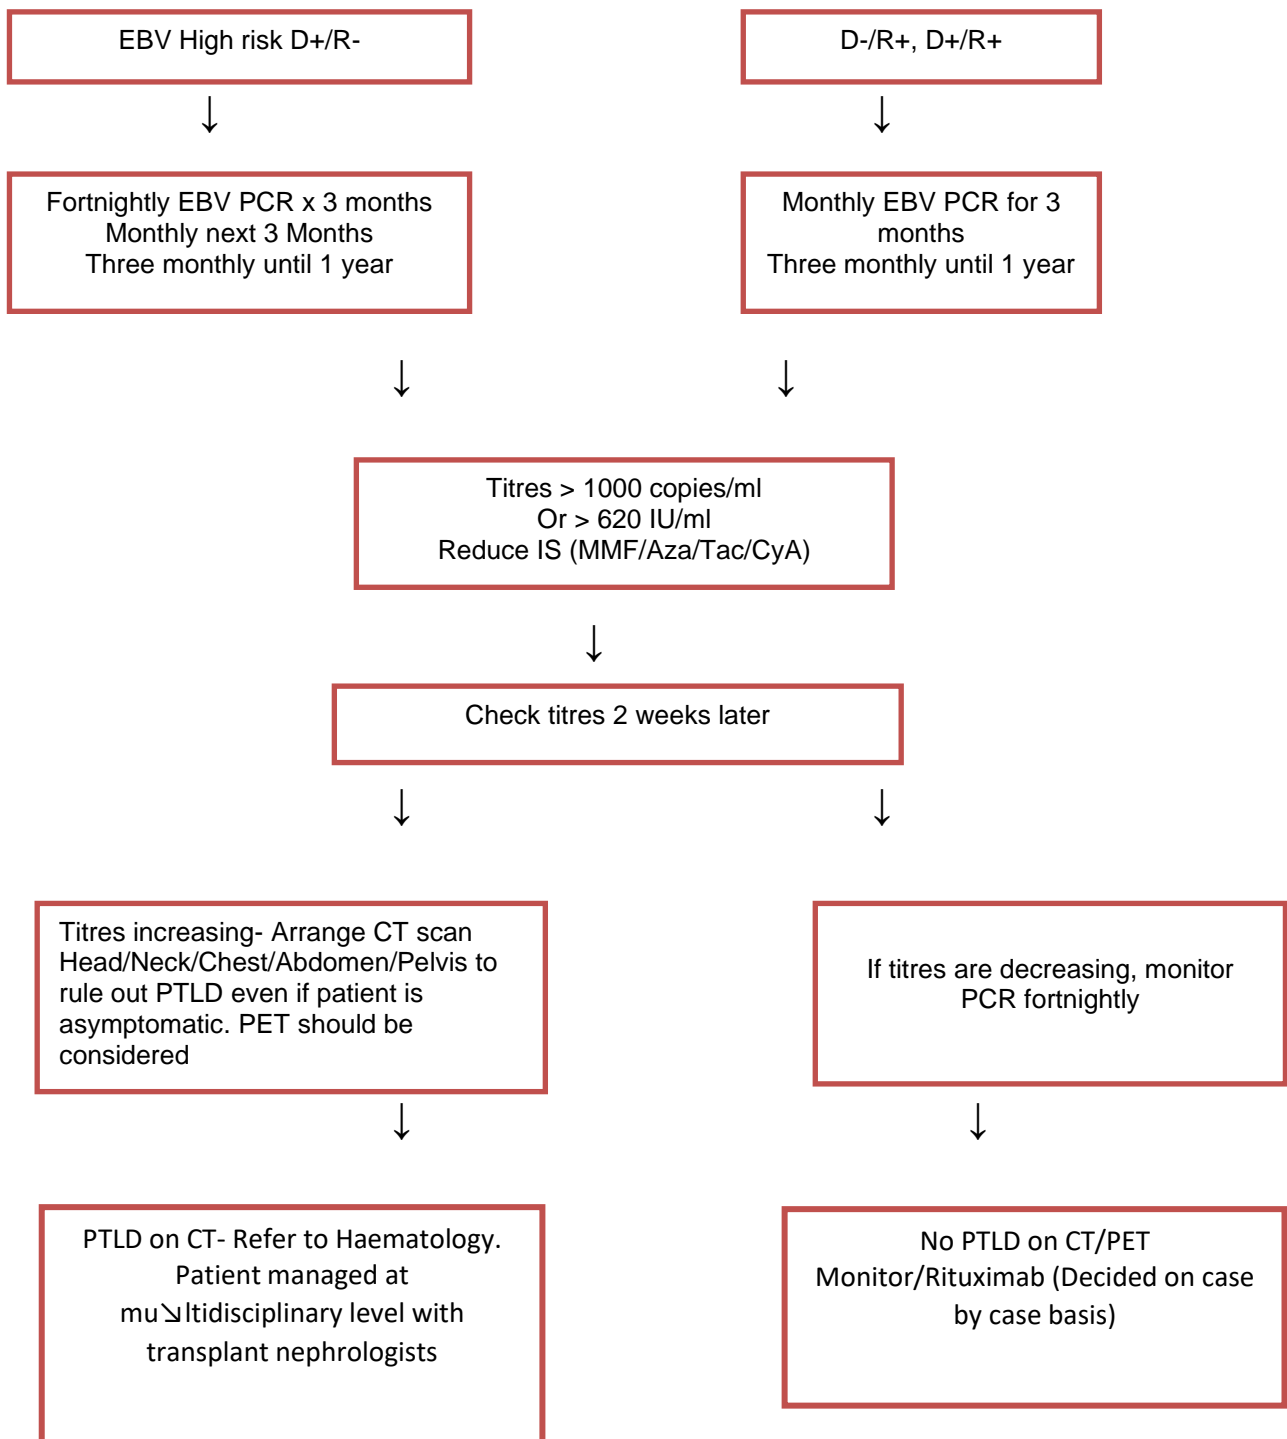 EBV High risk D+/R-
D-/R+, D+/R+
Fortnightly EBV PCR x 3 months
Monthly next 3 Months
Three monthly until 1 year
Monthly EBV PCR for 3
months
Three monthly until 1 year
Titres > 1000 copies/ml
Or > 620 IU/ml
Reduce IS (MMF/Aza/Tac/CyA)
Check titres 2 weeks later
Titres increasing- Arrange CT scan
Head/Neck/Chest/Abdomen/Pelvis to
rule out PTLD even if patient is
asymptomatic. PET should be
considered
If titres are decreasing, monitor
PCR fortnightly
PTLD on CT- Refer to Haematology.
Patient managed at
mu↘ltidisciplinary level with
transplant nephrologists
No PTLD on CT/PET
Monitor/Rituximab (Decided on case
by case basis)